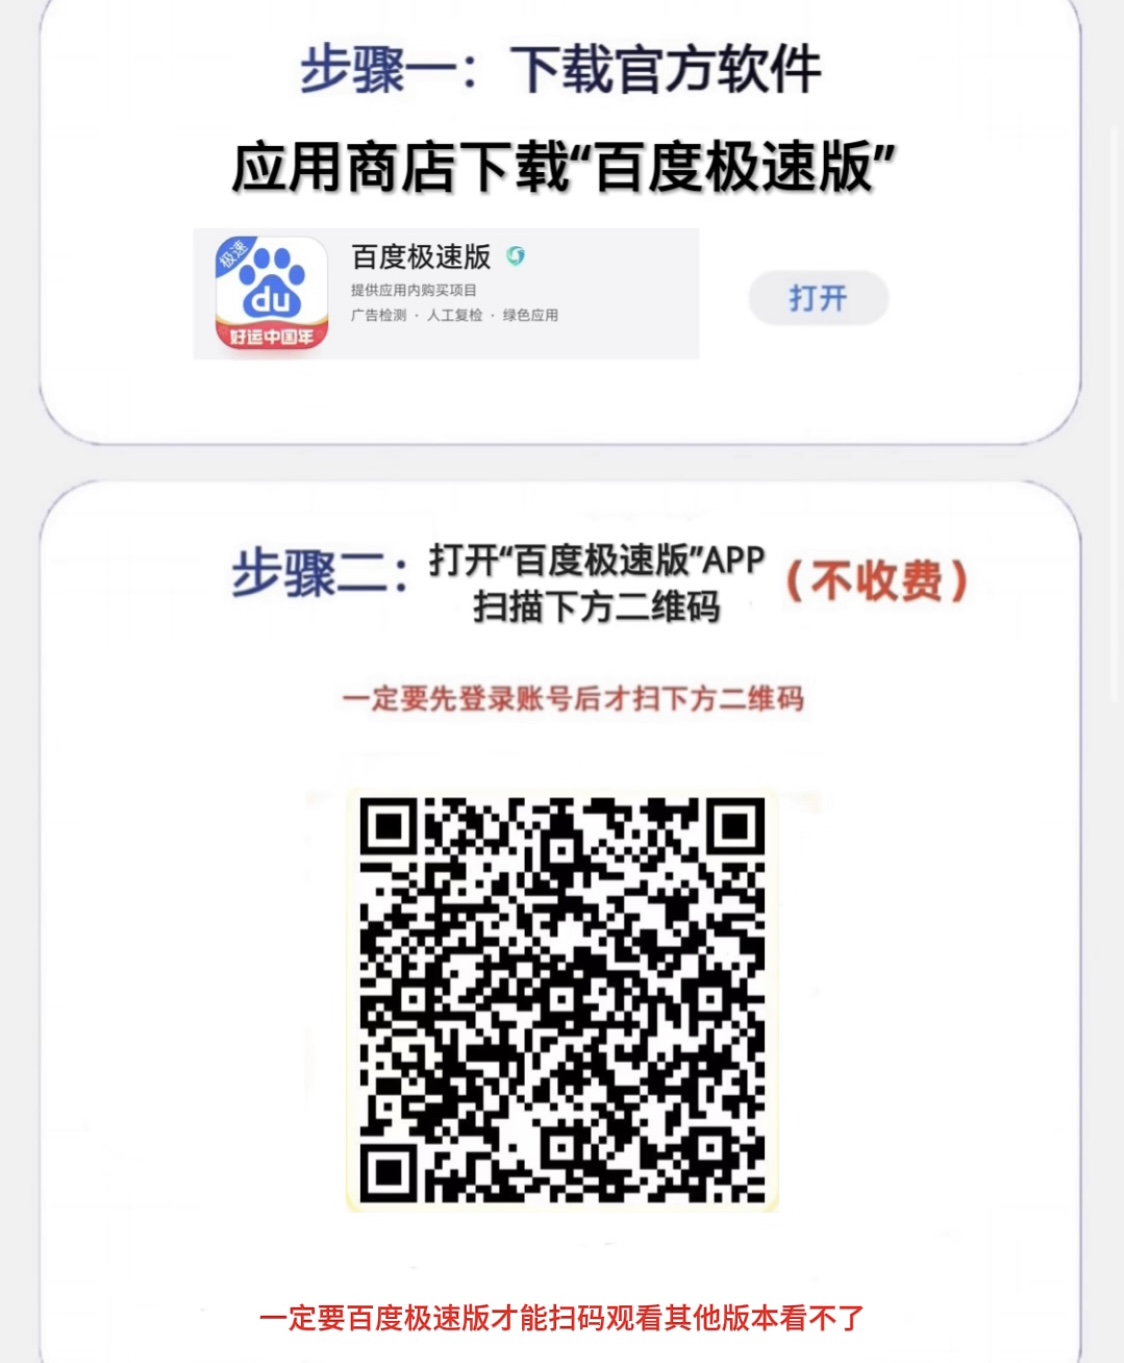 步骤一：下载官方软件
应用商店下载“百度极速版”
极速
du
好运中国年
百度极速版
提供应用内购买项目
广告检测 · 人工复检 · 绿色应用
打开
步骤二：打开“百度极速版”APP
扫描下方二维码
（不收费）
一定要先登录账号后才扫下方二维码
一定要百度极速版才能扫码观看其他版本看不了